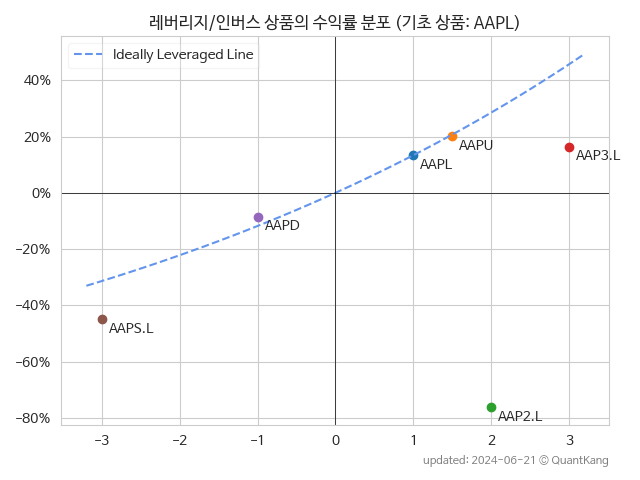 레버리지/인버스 상품의 수익률 분포 (기초 상품: AAPL)
Ideally Leveraged Line
40%
20%
0%
−20%
−40%
−60%
−80%
AAPU
AAPL
AAP3.L
AAPD
AAPS.L
AAP2.L
−3 −2 −1 0 1 2 3
updated: 2024-06-21 © QuantKang